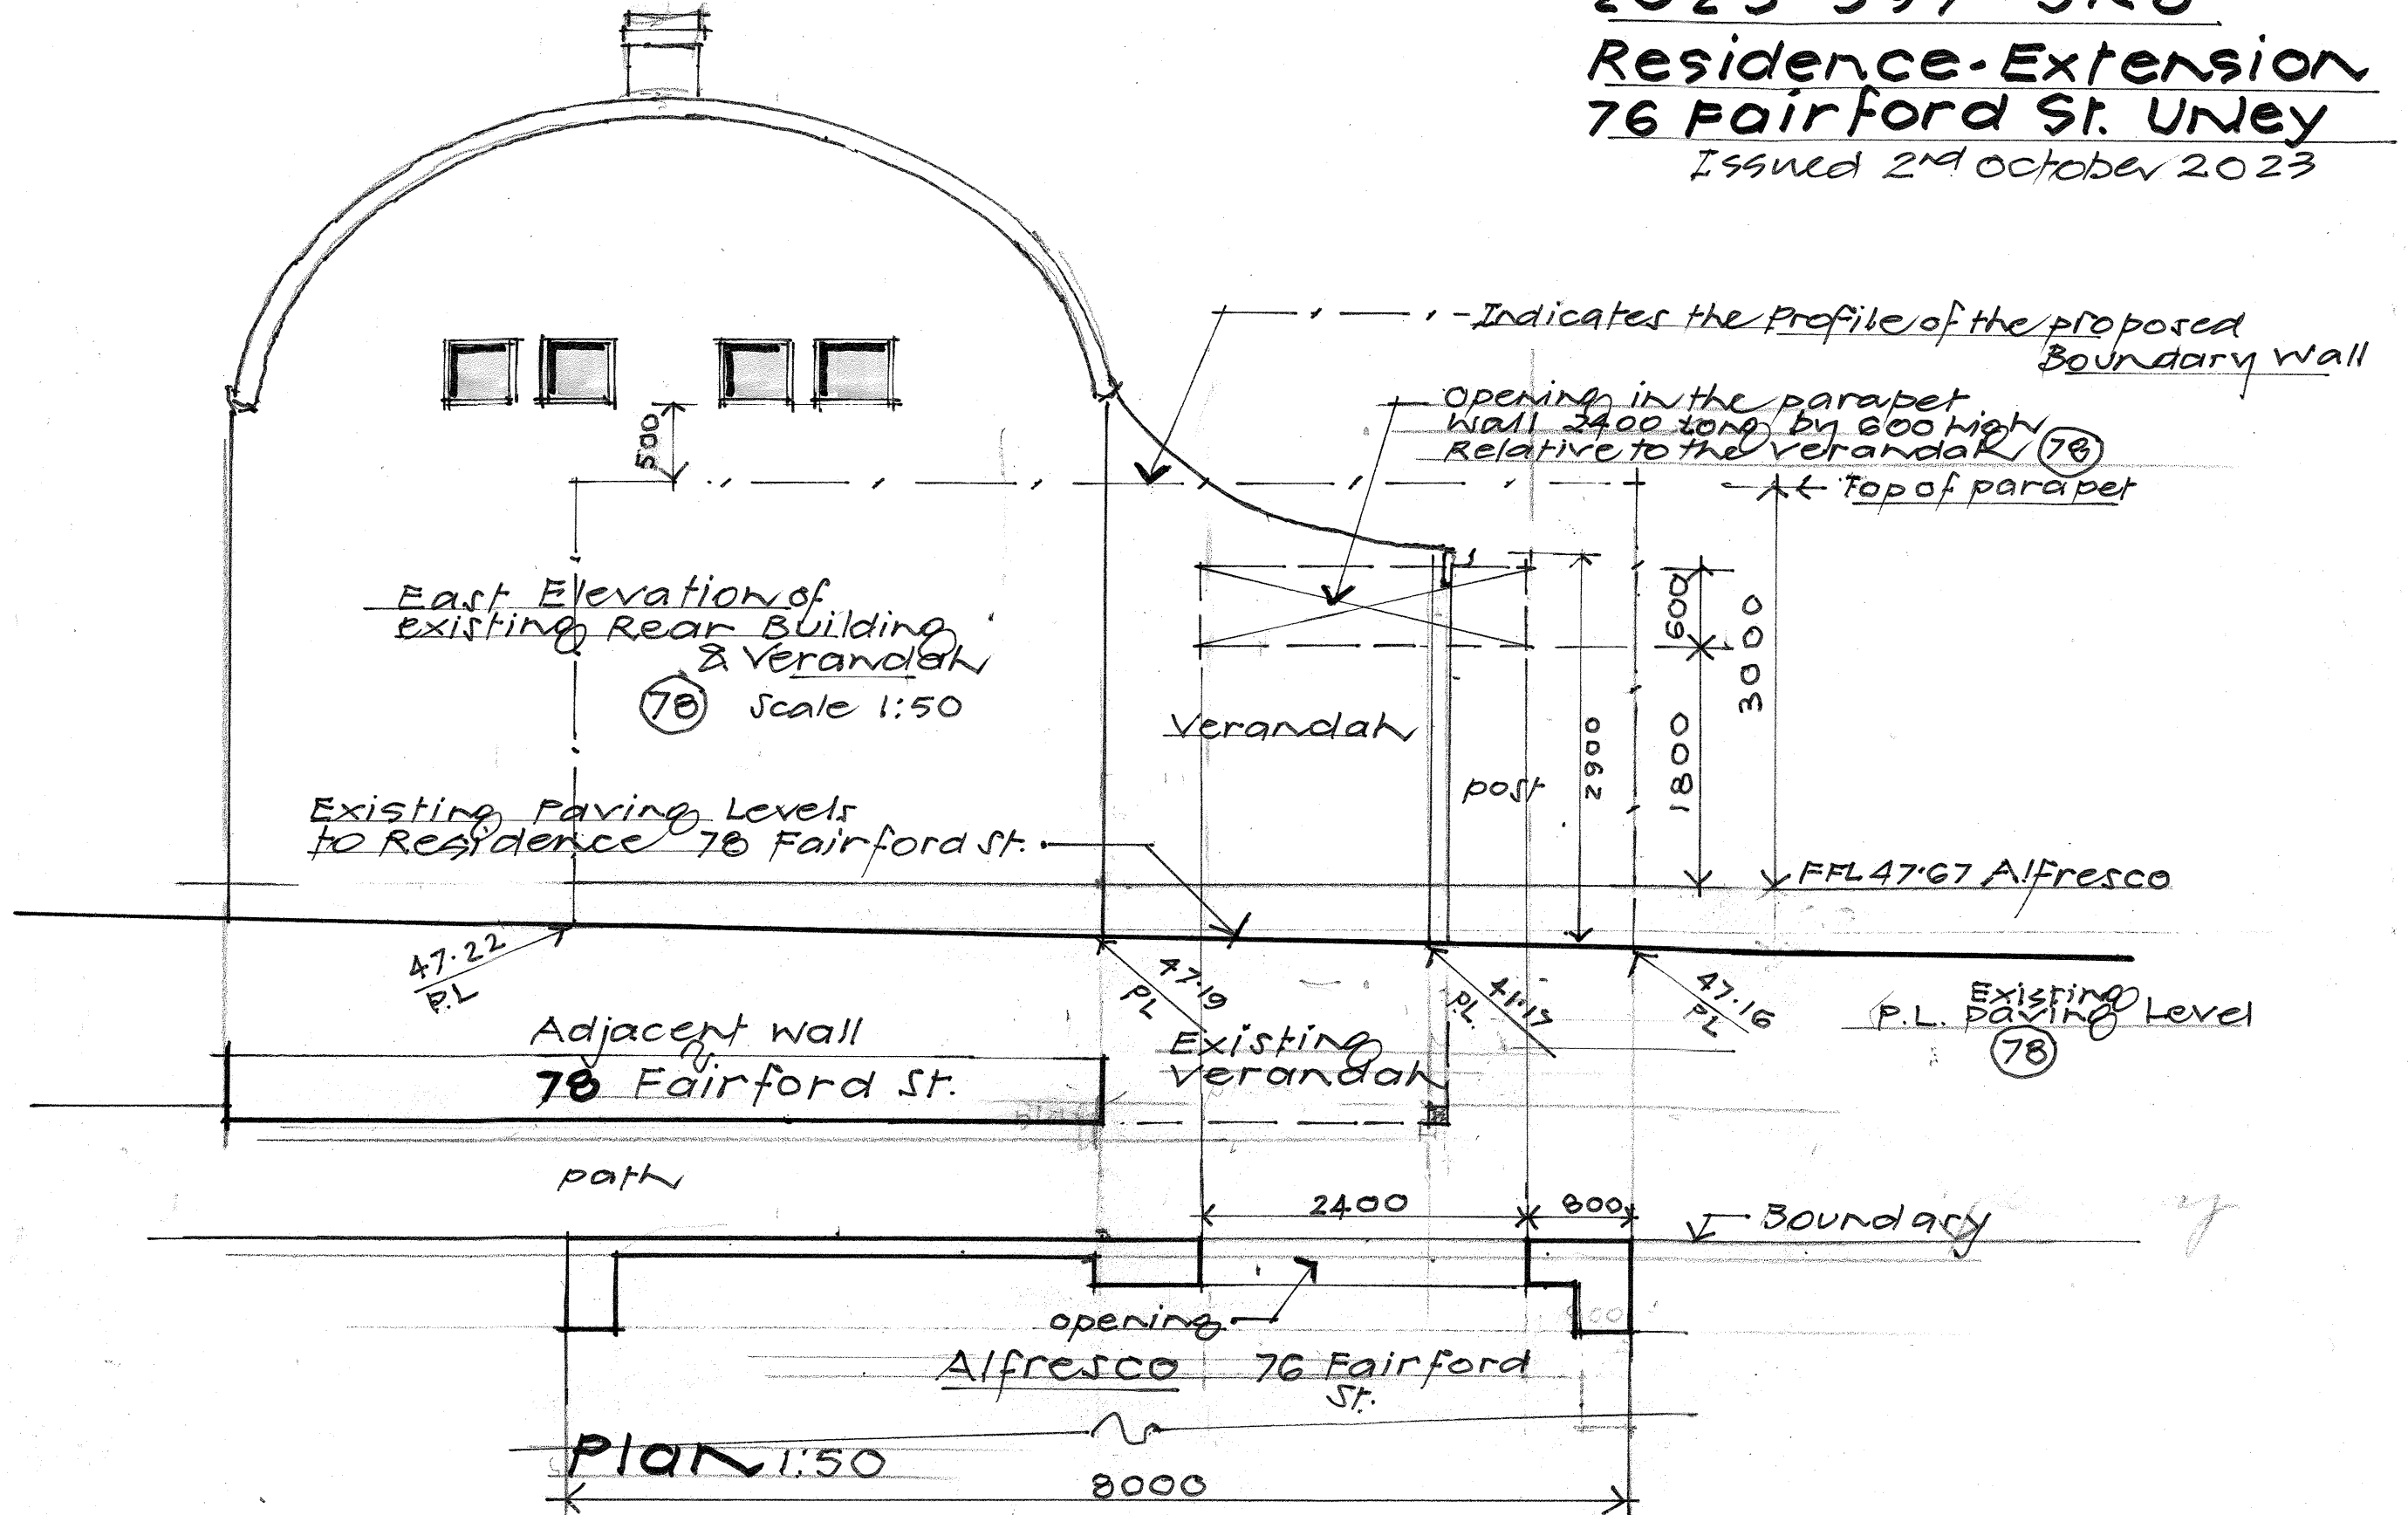 Residence-Extension
76 Fairford St. Unley
Issued 2nd October 2023
Indicates the Profile of the proposed
Boundary Wall
Opening in the parapet
Wall 2400 Long by 600 high
Relative to the verandah 78
Top of parapet
500
East Elevation of
existing Rear Building
& Verandah
78 Scale 1:50
Verandah
post
2900
600
1800
3000
Existing Paving Levels
to Residence 78 Fairford St.
FFL 47.67 Alfresco
47.22
P.L
47.19
PL
P.L.
47.16
PL
Existing
P.L. paving Level
78
Adjacent wall
78 Fairford St.
Existing
verandah
path
2400
800
Boundary
opening
Alfresco 76 Fairford
St.
Plan 1:50
8000